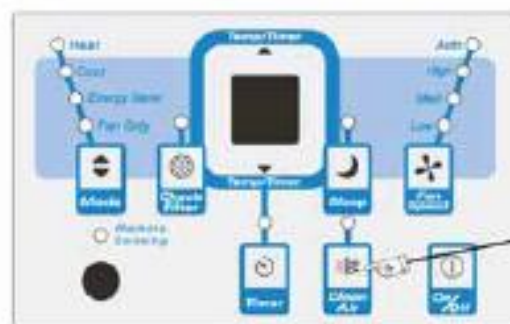 Temp/Timer
Heat
Auto
Cool
High
Energy Saver
Med
Fan Only
Low
Temp/Timer
Mode
Check
Filter
Sleep
Fan
Speed
Remote
Sensing
Timer
Clean
Air
On/Off